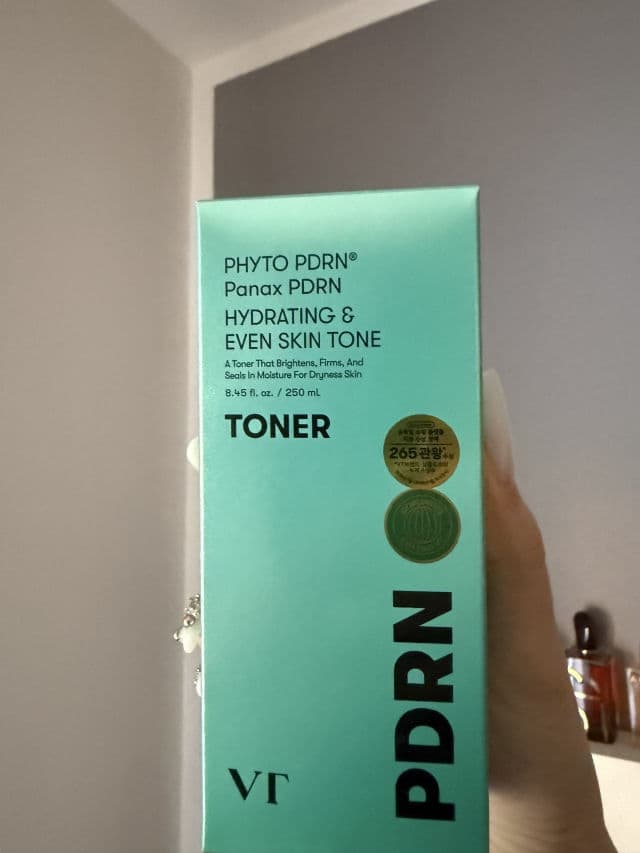 PHYTO PDRN®
Panax PDRN
HYDRATING &
EVEN SKIN TONE
A Toner That Brightens, Firms, And
Seals In Moisture For Dryness Skin
8.45 fl. oz. / 250 mL
TONER
265관왕
PDRN
VT